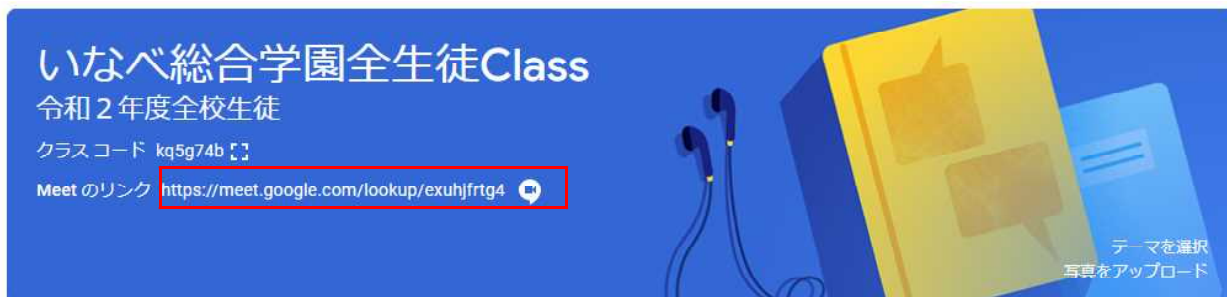 いなべ総合学園全生徒Class
令和２年度全校生徒
クラス コード kq5g74b
Meet のリンク https://meet.google.com/lookup/exuhjfrtg4
テーマを選択
写真をアップロード